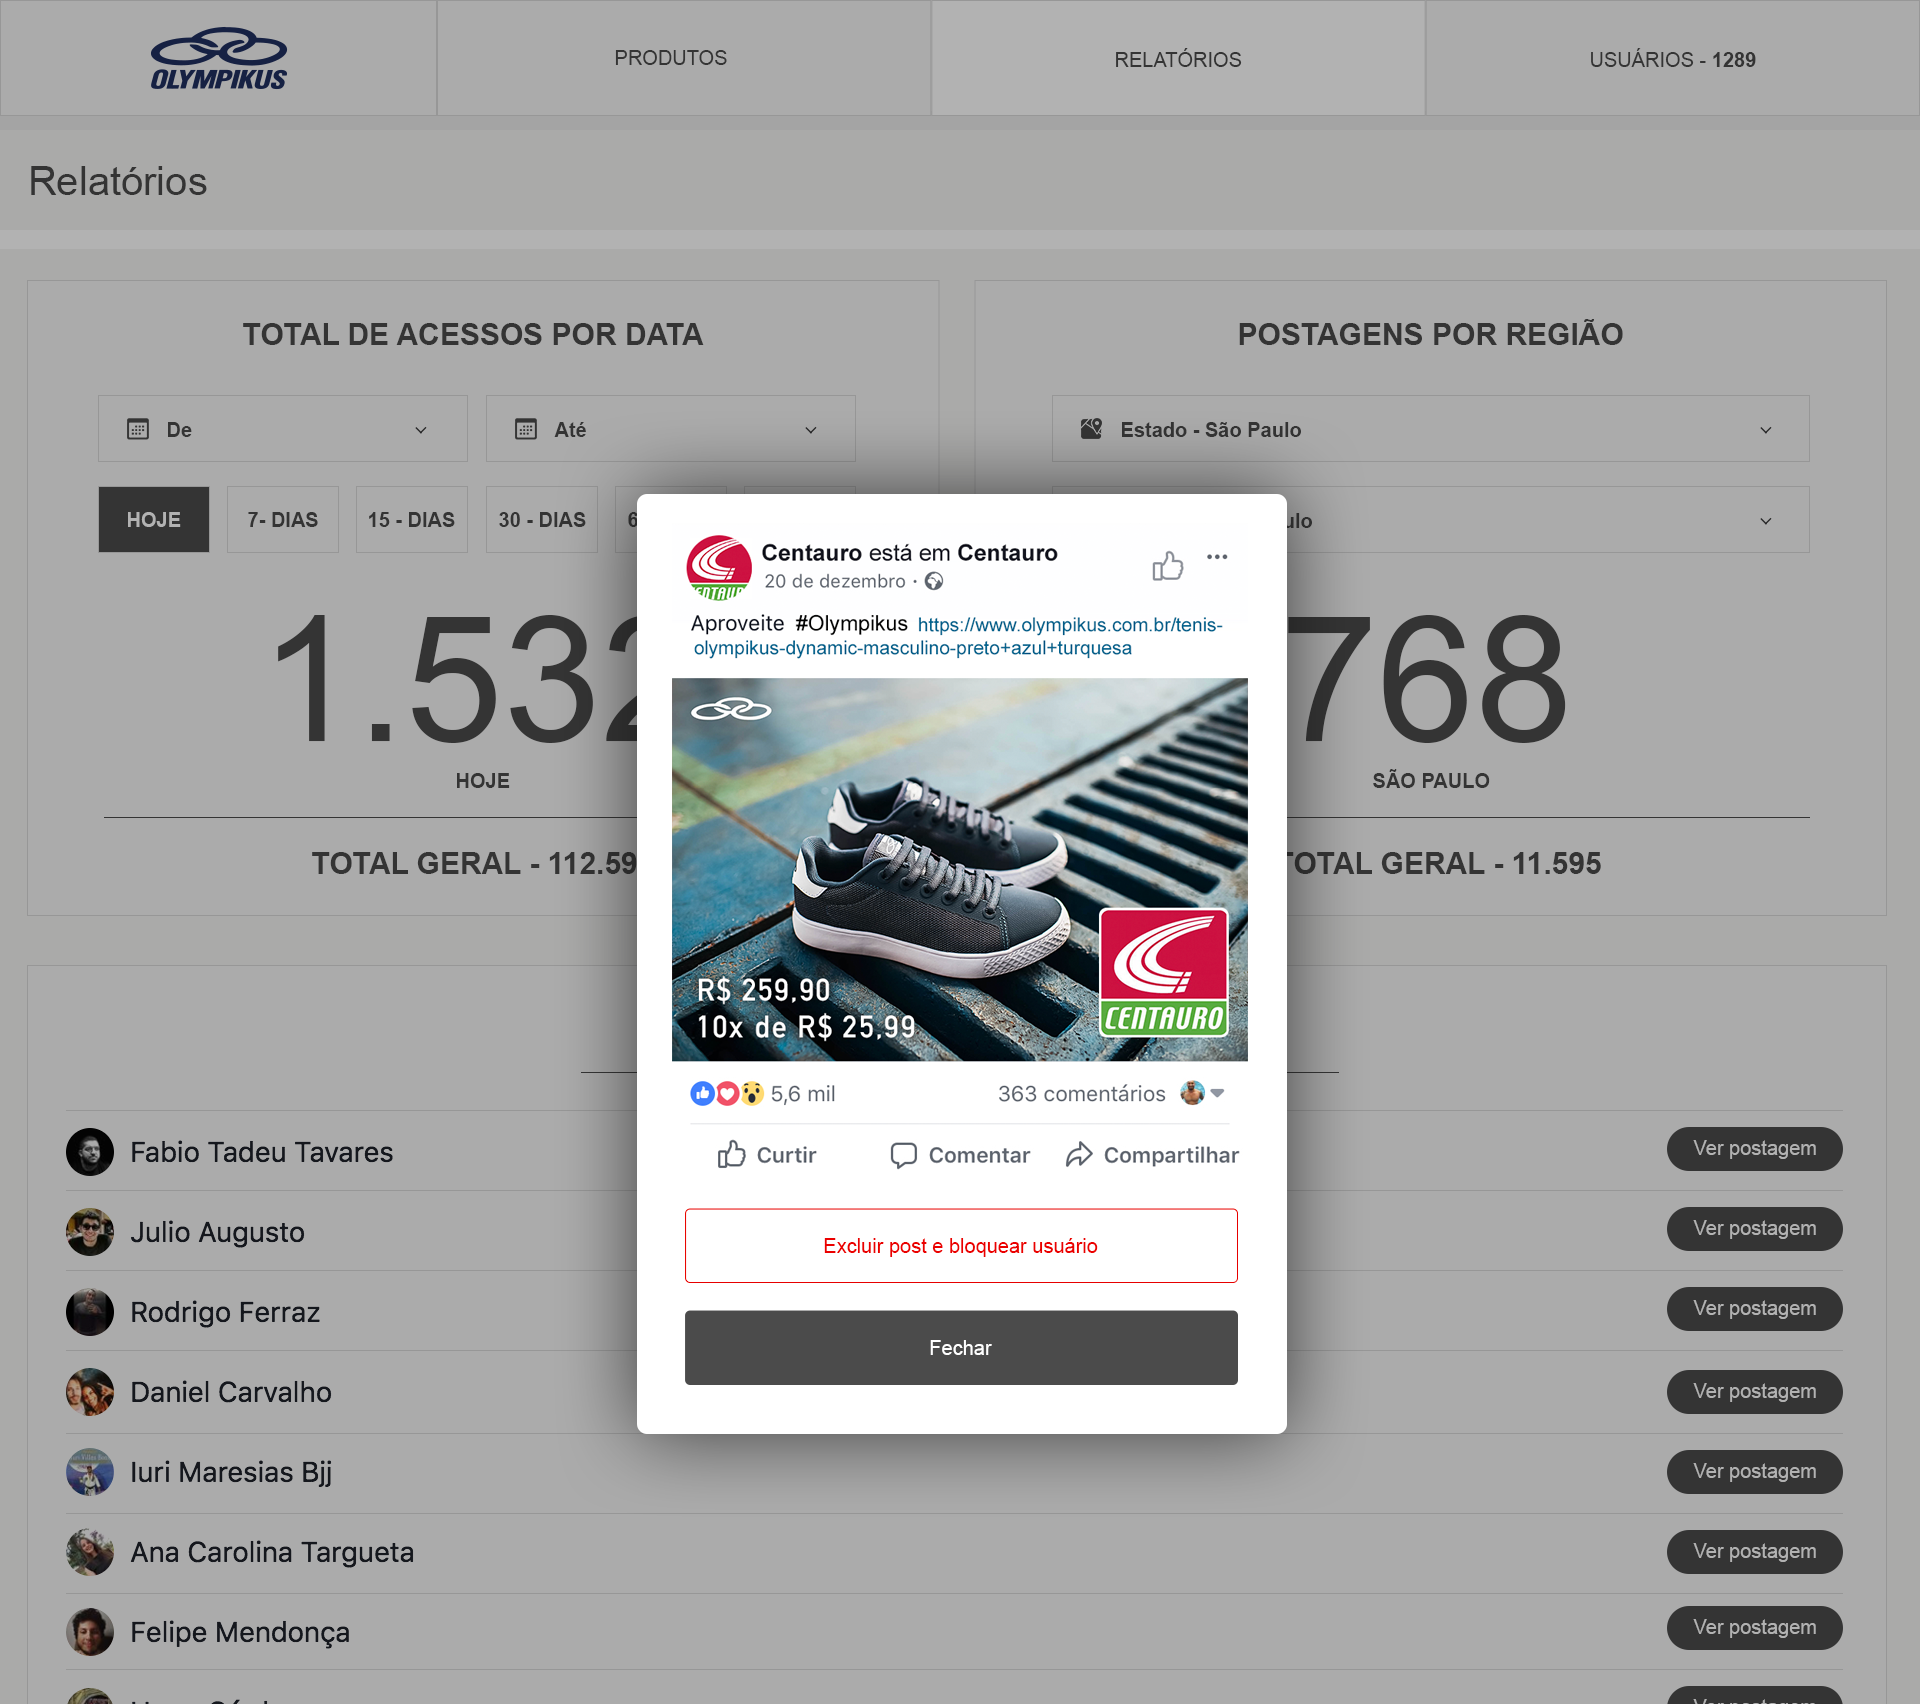 OLYMPIKUS
PRODUTOS
RELATÓRIOS
USUÁRIOS - 1289
Relatórios
TOTAL DE ACESSOS POR DATA
De
Até
HOJE
7- DIAS
15 - DIAS
30 - DIAS
1.532
HOJE
TOTAL GERAL - 112.59
POSTAGENS POR REGIÃO
Estado - São Paulo
ulo
768
SÃO PAULO
TOTAL GERAL - 11.595
Centauro está em Centauro
20 de dezembro ·
CENTAURO
Aproveite #Olympikus https://www.olympikus.com.br/tenis-
olympikus-dynamic-masculino-preto+azul+turquesa
R$ 259,90
10x de R$ 25,99
CENTAURO
5,6 mil
363 comentários
Curtir
Comentar
Compartilhar
Excluir post e bloquear usuário
Fechar
Fabio Tadeu Tavares
Ver postagem
Julio Augusto
Ver postagem
Rodrigo Ferraz
Ver postagem
Daniel Carvalho
Ver postagem
Iuri Maresias Bjj
Ver postagem
Ana Carolina Targueta
Ver postagem
Felipe Mendonça
Ver postagem